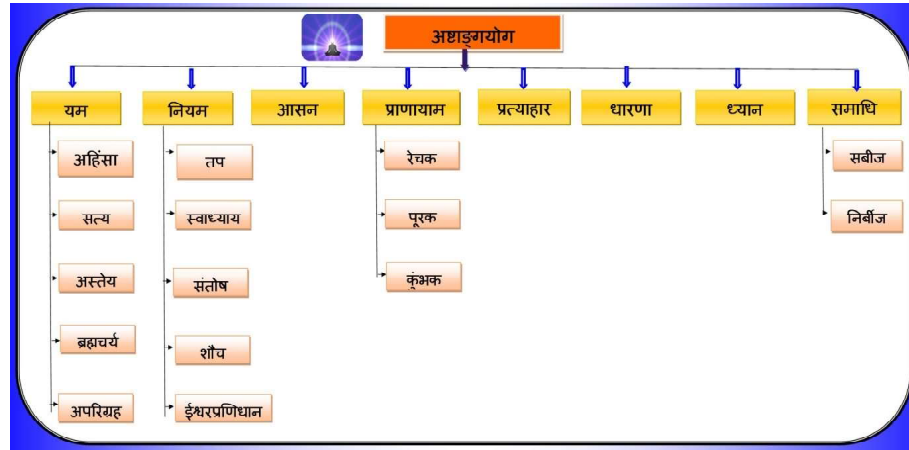 अष्टाङ्गयोग
यम
नियम
आसन
प्राणायाम
प्रत्याहार
धारणा
ध्यान
समाधि
अहिंसा
सत्य
अस्तेय
ब्रह्मचर्य
अपरिग्रह
तप
स्वाध्याय
संतोष
शौच
ईश्वरप्रणिधान
रेचक
पूरक
कुंभक
सबीज
निर्बीज